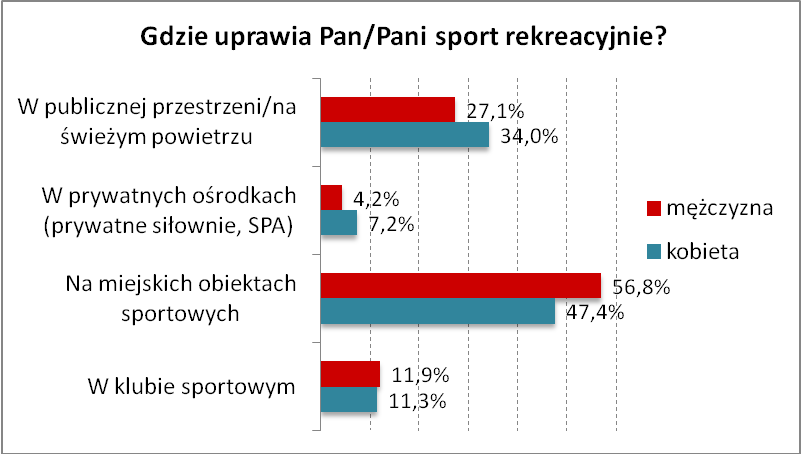 Gdzie uprawia Pan/Pani sport rekreacyjnie?
W publicznej przestrzeni/na
świeżym powietrzu
27,1%
34,0%
W prywatnych ośrodkach
(prywatne siłownie, SPA)
4,2%
7,2%
Na miejskich obiektach
sportowych
56,8%
47,4%
W klubie sportowym
11,9%
11,3%
mężczyzna
kobieta